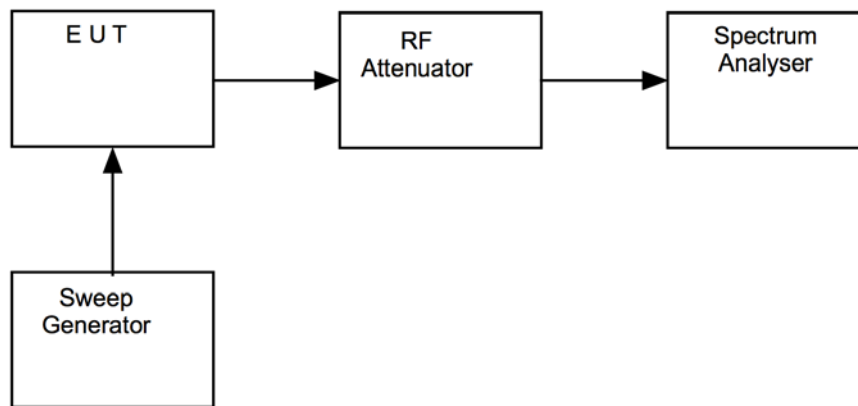 E U T
RF
Attenuator
Spectrum
Analyser
Sweep
Generator